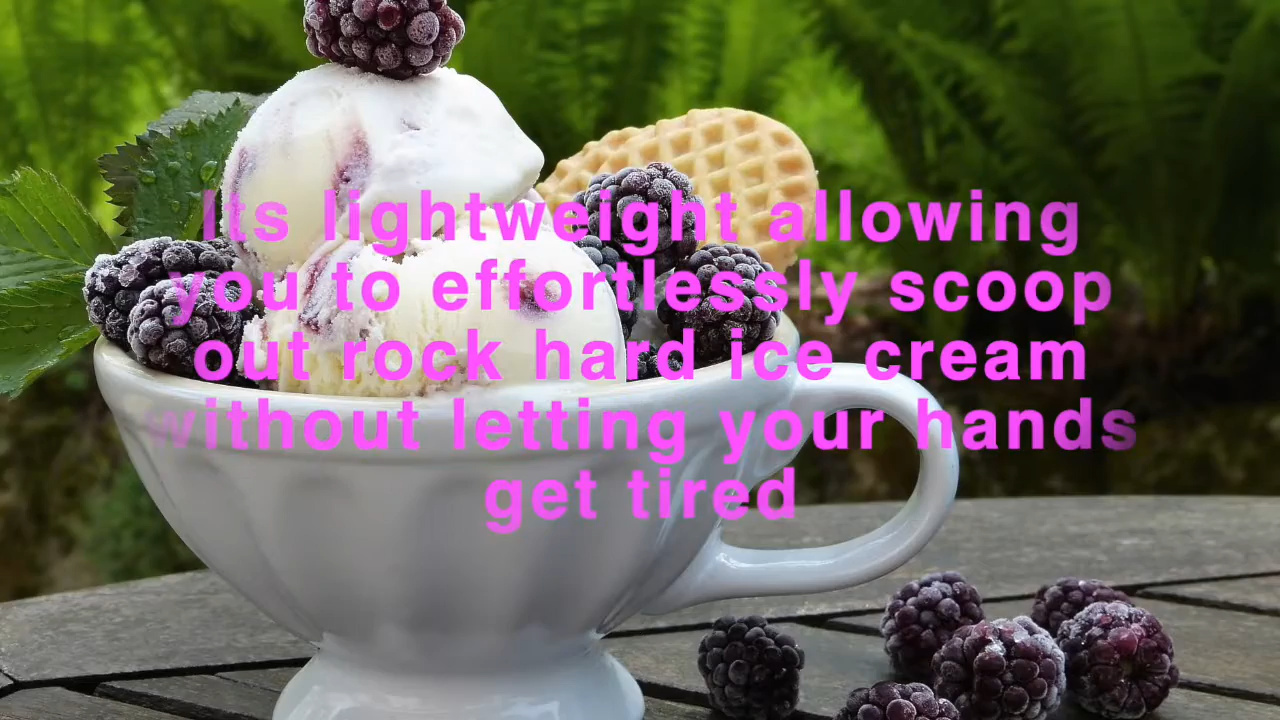 Its lightweight allowing
you to effortlessly scoop
out rock hard ice cream
without letting your hands
get tired